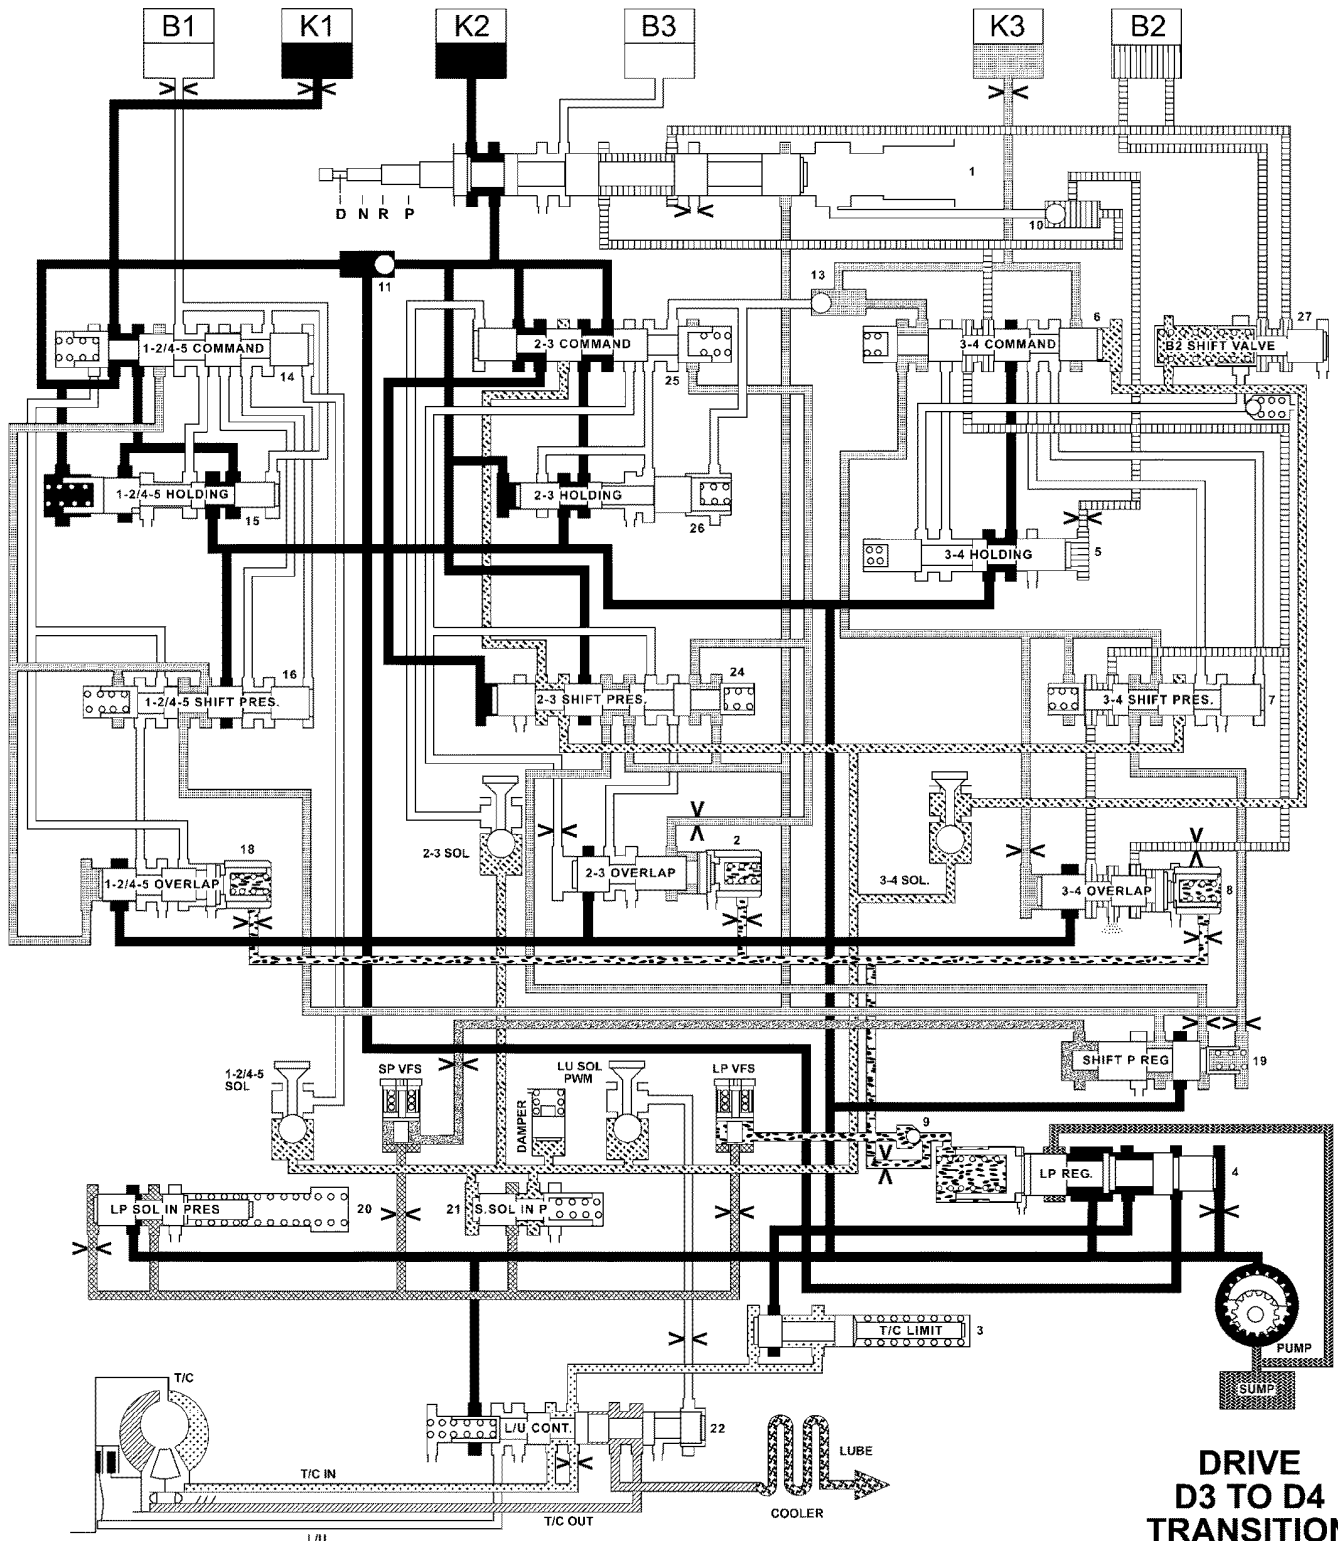 B1
K1
K2
B3
K3
B2
1
D N R P
10
11
13
6
27
1-2/4-5 COMMAND
2-3 COMMAND
3-4 COMMAND
B2 SHIFT VALVE
14
25
1-2/4-5 HOLDING
2-3 HOLDING
15
26
3-4 HOLDING
5
16
24
1-2/4-5 SHIFT PRES.
2-3 SHIFT PRES.
3-4 SHIFT PRES.
7
18
2-3 SOL
2
3-4 SOL.
1-2/4-5 OVERLAP
2-3 OVERLAP
3-4 OVERLAP
8
SHIFT P REG
19
1-2/4-5
SOL
SP VFS
LU SOL
PWM
LP VFS
DAMPER
9
LP REG.
4
LP SOL IN PRES
20
21
S.SOL IN P
T/C LIMIT
3
PUMP
SUMP
T/C
L/U CONT.
22
LUBE
T/C IN
COOLER
T/C OUT
L/U
DRIVE
D3 TO D4
TRANSITION